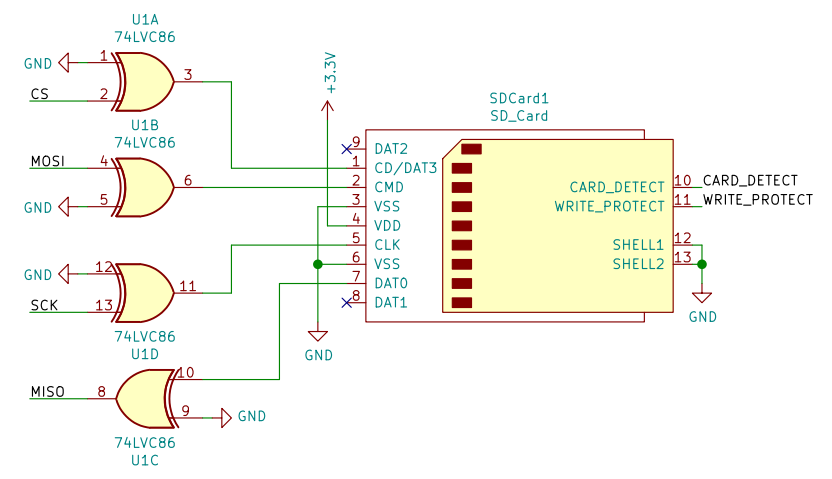 U1A
74LVC86
GND
1
2
3
CS
U1B
74LVC86
MOSI
4
5
6
GND
GND
12
13
11
SCK
74LVC86
U1D
MISO
8
10
9
GND
74LVC86
U1C
+3.3V
GND
SDCard1
SD_Card
9 DAT2
1 CD/DAT3
2 CMD
3 VSS
4 VDD
5 CLK
6 VSS
7 DAT0
8 DAT1
CARD_DETECT 10 CARD_DETECT
WRITE_PROTECT 11 WRITE_PROTECT
SHELL1 12
SHELL2 13
GND